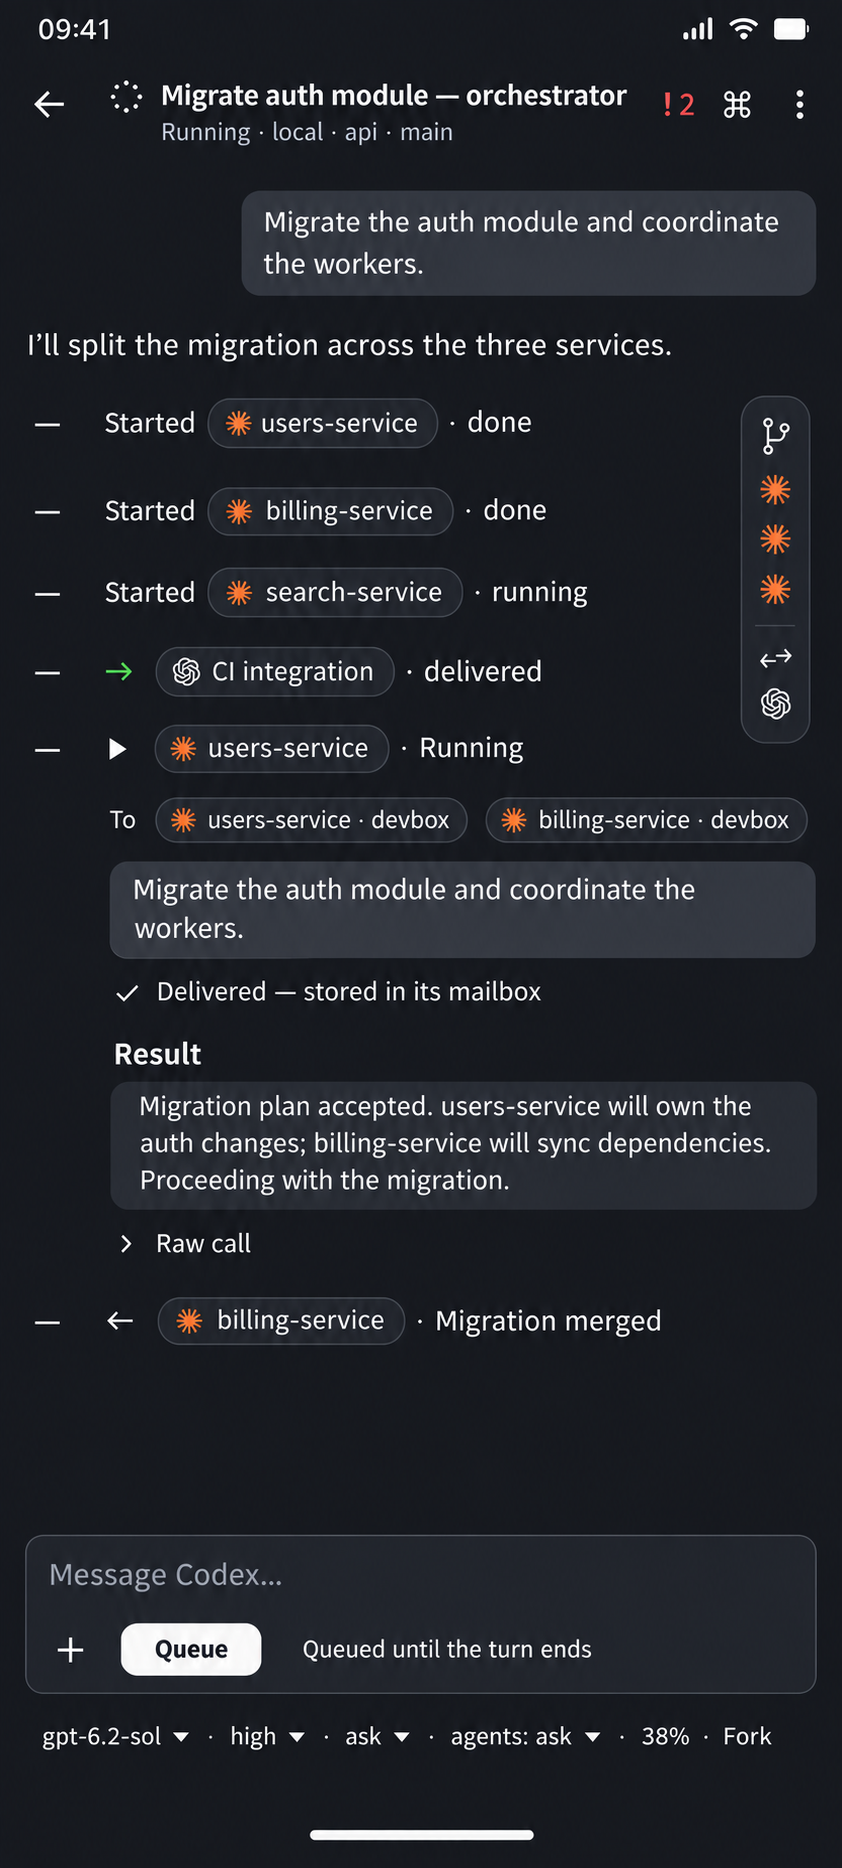 09:41
Migrate auth module — orchestrator
!2
Running · local · api · main
Migrate the auth module and coordinate
the workers.
I’ll split the migration across the three services.
— Started users-service · done
— Started billing-service · done
— Started search-service · running
— → CI integration · delivered
— ▶ users-service · Running
To users-service · devbox billing-service · devbox
Migrate the auth module and coordinate the
workers.
✓ Delivered — stored in its mailbox
Result
Migration plan accepted. users-service will own the
auth changes; billing-service will sync dependencies.
Proceeding with the migration.
> Raw call
— ← billing-service · Migration merged
Message Codex...
+ Queue Queued until the turn ends
gpt-6.2-sol ▼ · high ▼ · ask ▼ · agents: ask ▼ · 38% · Fork